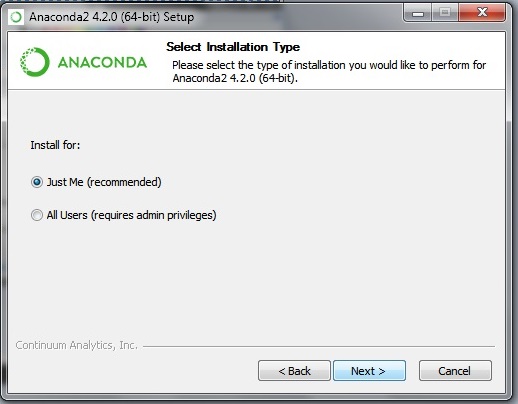 Anaconda2 4.2.0 (64-bit) Setup
ANACONDA
Select Installation Type
Please select the type of installation you would like to perform for
Anaconda2 4.2.0 (64-bit).
Install for:
Just Me (recommended)
All Users (requires admin privileges)
Continuum Analytics, Inc.
< Back
Next >
Cancel